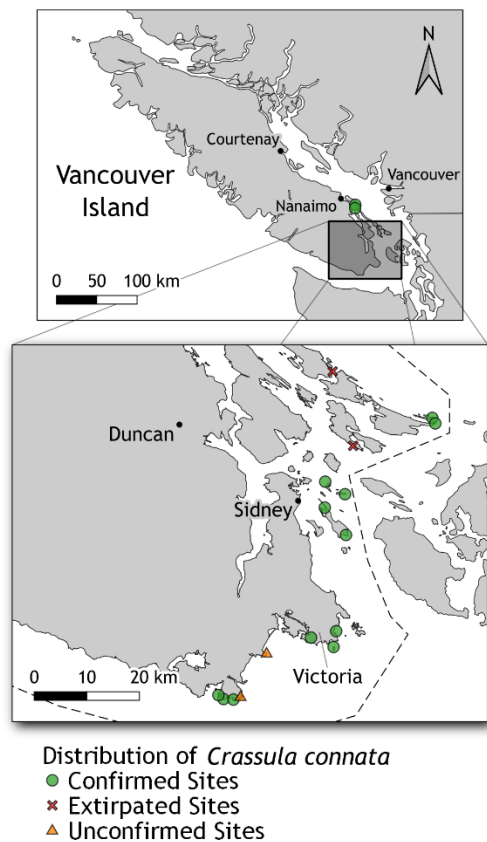 N
Courtenay
Vancouver
Vancouver
Island
Nanaimo
0 50 100 km
Duncan
Sidney
Victoria
0 10 20 km
Distribution of Crassula connata
Confirmed Sites
Extirpated Sites
Unconfirmed Sites